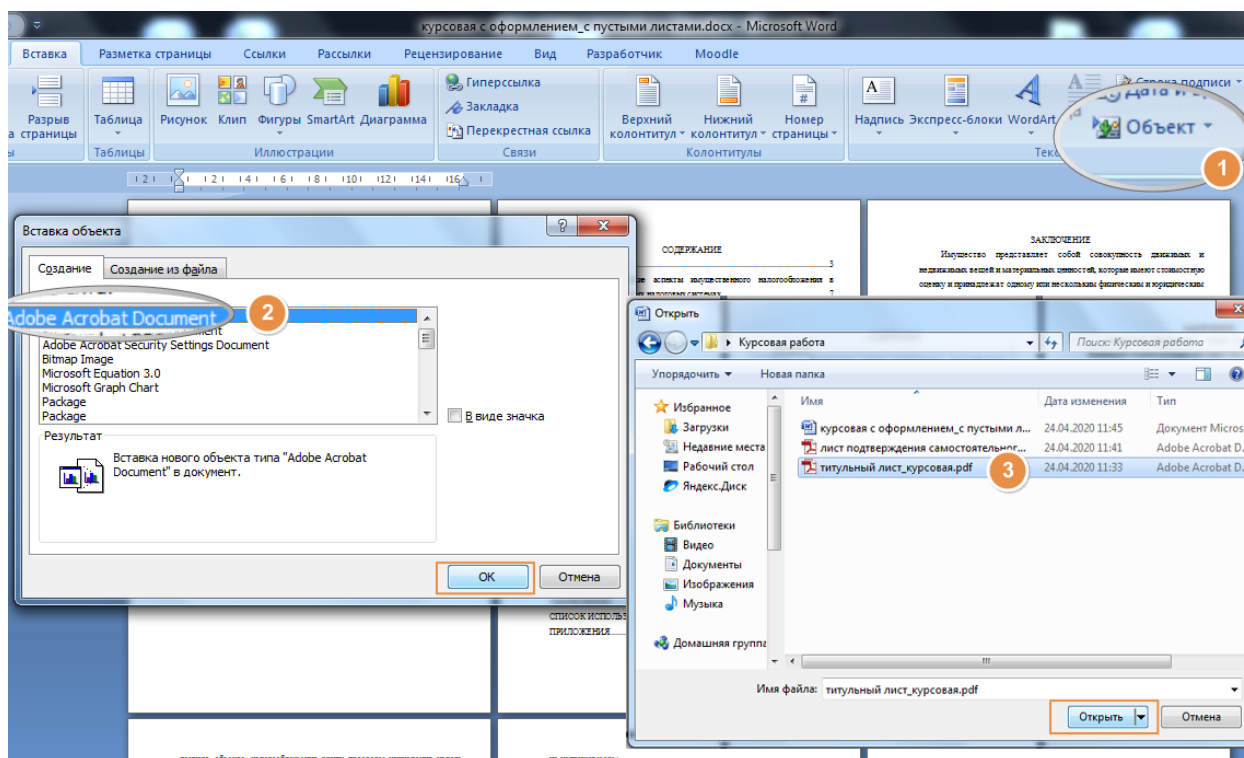 курсовая с оформлением_с пустыми листами.docx - Microsoft Word
Вставка Разметка страницы Ссылки Рассылки Рецензирование Вид Разработчик Moodle
Разрыв страницы
Таблица
Рисунок Клип Фигуры SmartArt Диаграмма
Гиперссылка
Закладка
Перекрестная ссылка
Верхний колонтитул
Нижний колонтитул
Номер страницы
Надпись Экспресс-блоки WordArt
Строка подписи
Объект
1
Таблицы Иллюстрации Связи Колонтитулы
Вставка объекта
Создание Создание из файла
Adobe Acrobat Document
2
Adobe Acrobat Security Settings Document
Bitmap Image
Microsoft Equation 3.0
Microsoft Graph Chart
Package
Package
В виде значка
Результат
Вставка нового объекта типа "Adobe Acrobat
Document" в документ.
ОК Отмена
СОДЕРЖАНИЕ
3
аспекты имущественного налогообложения в
7
ЗАКЛЮЧЕНИЕ
Имущество представляет собой совокупность движимых и
недвижимых вещей и материальных ценностей, которые имеют стоимостную
оценку и принадлежат одному или нескольким физическим и юридическим
Открыть
Курсовая работа
Поиск: Курсовая работа
Упорядочить Новая папка
Имя Дата изменения Тип
Избранное
Загрузки
Недавние места
Рабочий стол
Яндекс.Диск
Библиотеки
Видео
Документы
Изображения
Музыка
Домашняя группа
курсовая с оформлением_с пустыми л... 24.04.2020 11:45 Документ Micros
лист подтверждения самостоятельног... 24.04.2020 11:41 Adobe Acrobat D.
титульный лист_курсовая.pdf 24.04.2020 11:33 Adobe Acrobat D.
3
Имя файла: титульный лист_курсовая.pdf
Открыть Отмена
СПИСОК
ПРИЛОЖЕНИЯ